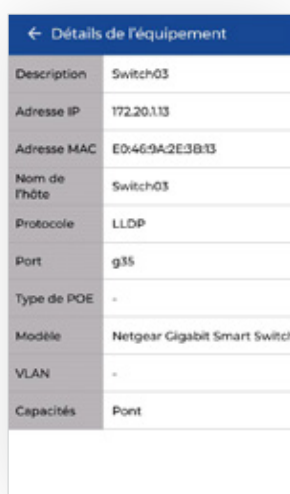 ← Détails de l'équipement
Description Switch03
Adresse IP 172.20.1.13
Adresse MAC E0:46:9A:2E:3B:13
Nom de
l'hôte Switch03
Protocole LLDP
Port g35
Type de POE -
Modèle Netgear Gigabit Smart Switch
VLAN -
Capacités Pont